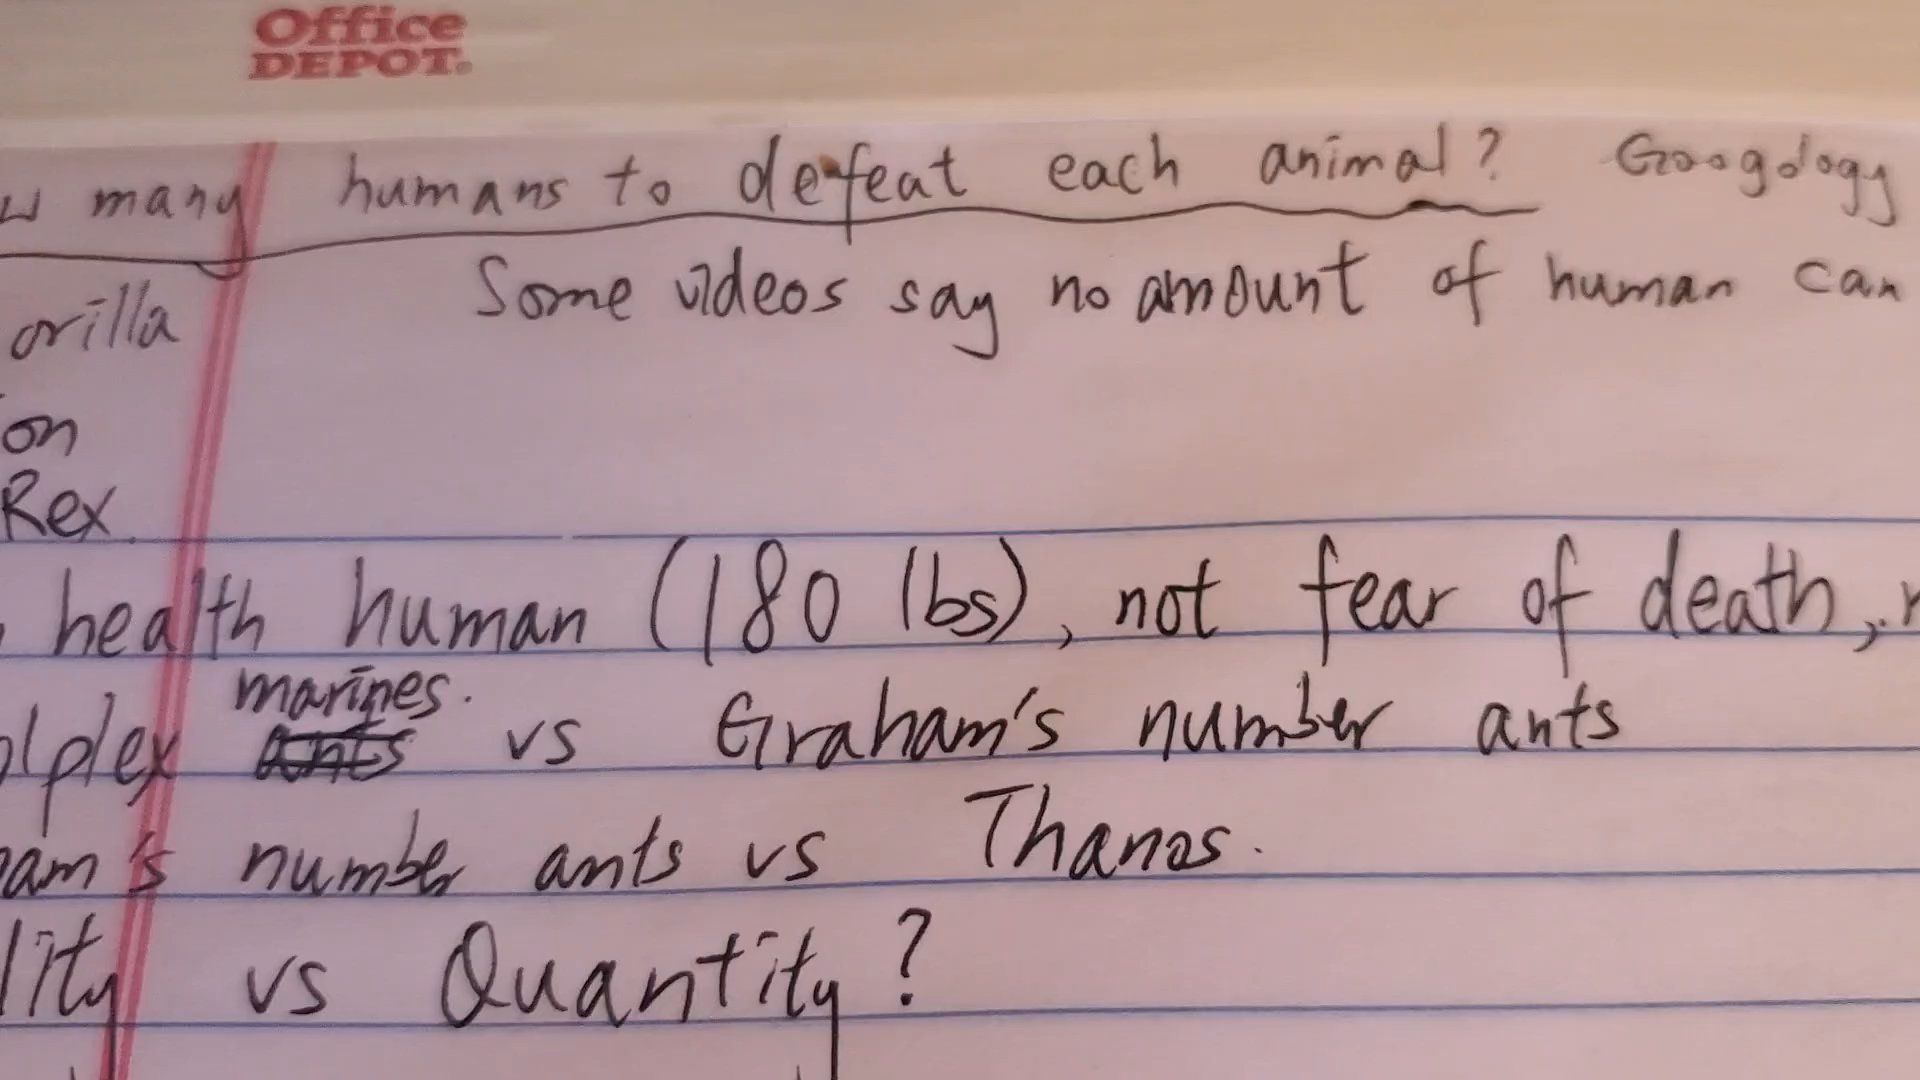 Office
DEPOT.
many humans to defeat each animal? Googology
orilla Some videos say no amount of human can
on
Rex
health human (180 lbs), not fear of death,
olplex marines. vs Graham's number ants
am's number ants vs Thanos.
lity vs Quantity?